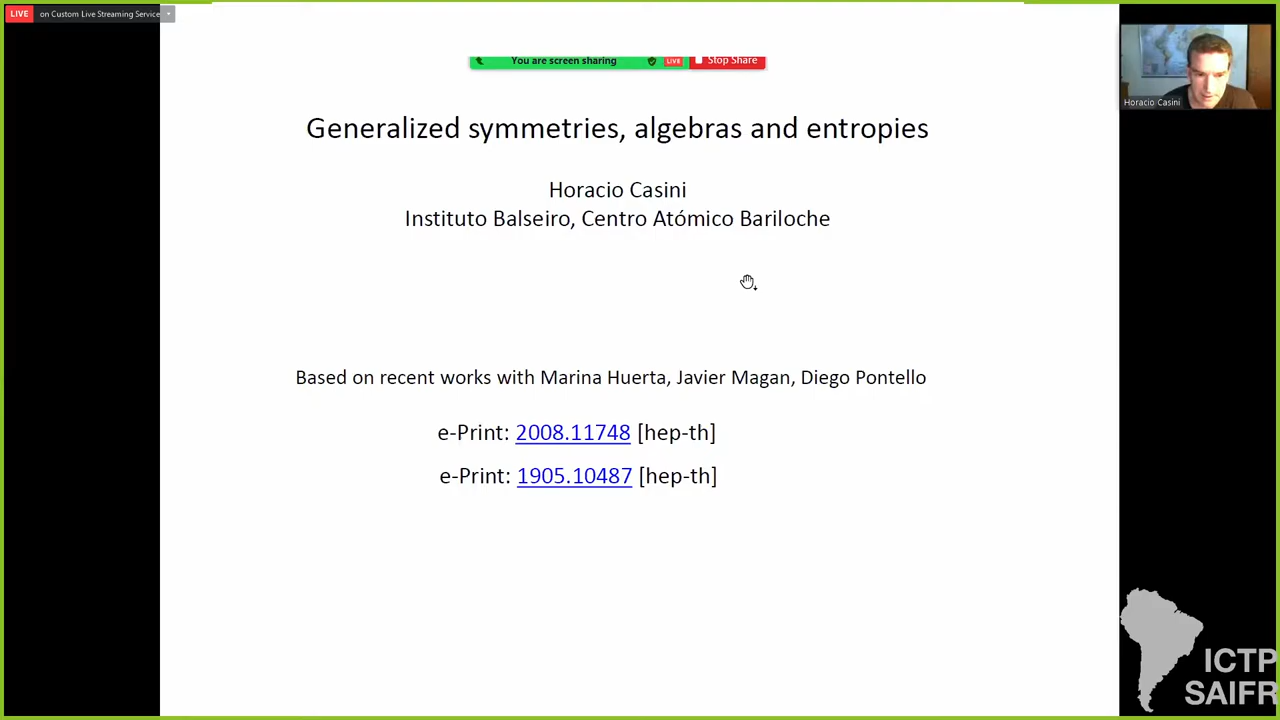 LIVE on Custom Live Streaming Service
You are screen sharing LIVE Stop Share
Horacio Casini
Generalized symmetries, algebras and entropies
Horacio Casini
Instituto Balseiro, Centro Atómico Bariloche
Based on recent works with Marina Huerta, Javier Magan, Diego Pontello
e-Print: 2008.11748 [hep-th]
e-Print: 1905.10487 [hep-th]
ICTP
SAIFR